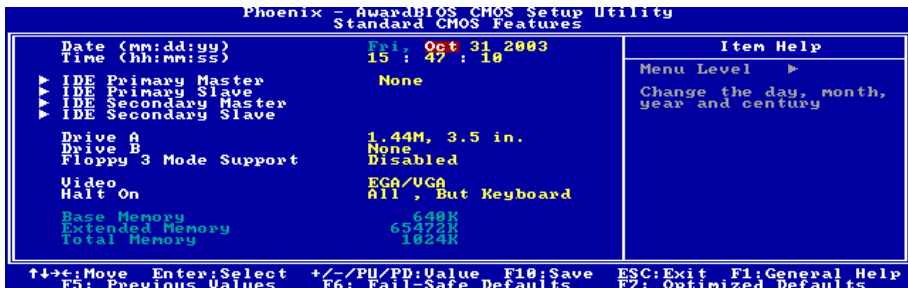 Phoenix - AwardBIOS CMOS Setup Utility
Standard CMOS Features
Date (mm:dd:yy) Fri, Oct 31 2003
Time (hh:mm:ss) 15 : 47 : 10
IDE Primary Master None
IDE Primary Slave
IDE Secondary Master
IDE Secondary Slave
Drive A 1.44M, 3.5 in.
Drive B None
Floppy 3 Mode Support Disabled
Video EGA/VGA
Halt On All , But Keyboard
Base Memory 640K
Extended Memory 65472K
Total Memory 1024K
Item Help
Menu Level ►
Change the day, month,
year and century
↑↓→←:Move Enter:Select +/-/PU/PD:Value F10:Save ESC:Exit F1:General Help
F5: Previous Values F6: Fail-Safe Defaults F7: Optimized Defaults